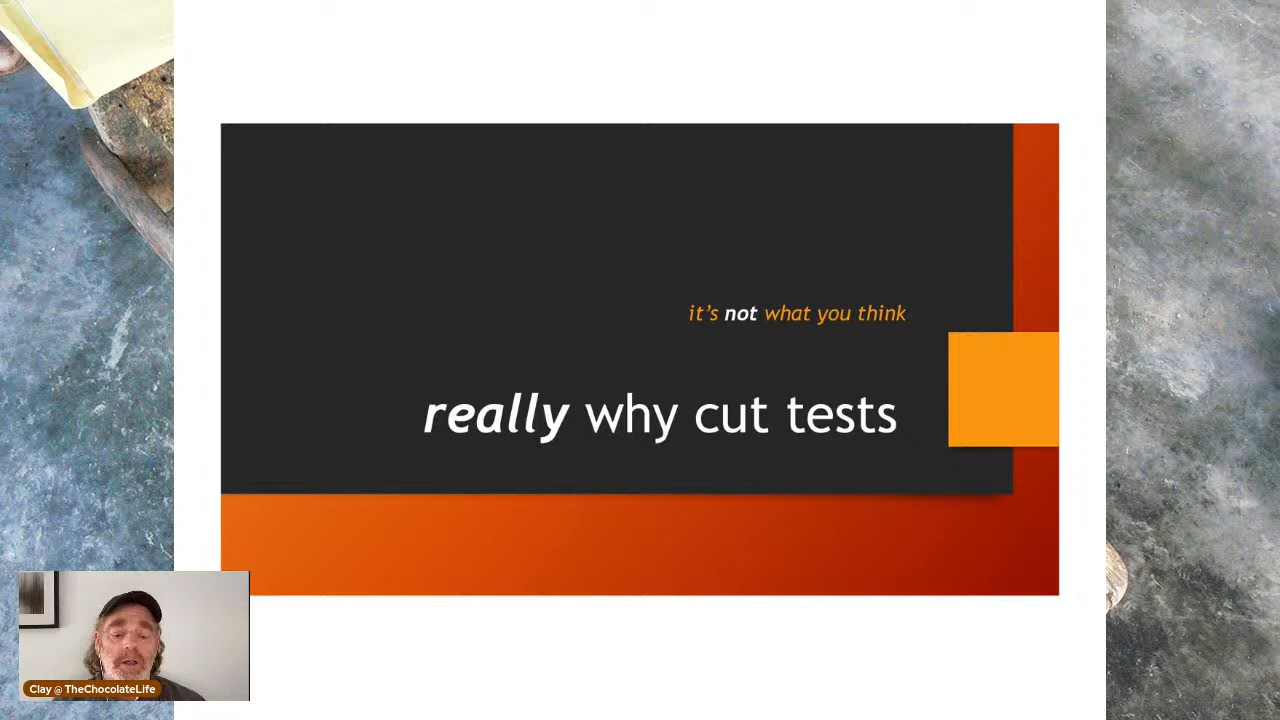 it’s not what you think
really why cut tests
Clay @ TheChocolateLife